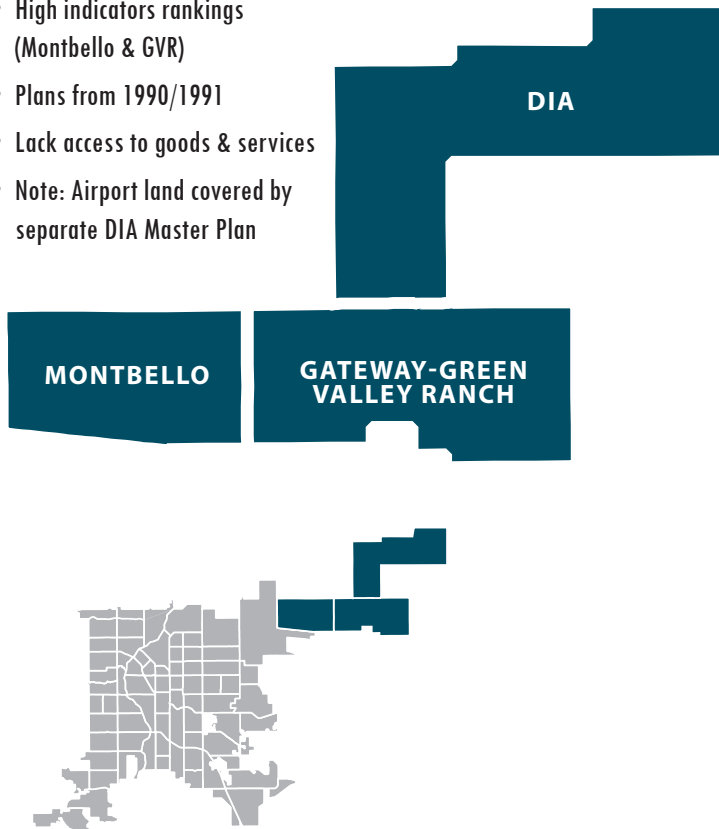 High indicators rankings
(Montbello & GVR)
Plans from 1990/1991
Lack access to goods & services
Note: Airport land covered by
separate DIA Master Plan
DIA
MONTBELLO
GATEWAY-GREEN
VALLEY RANCH